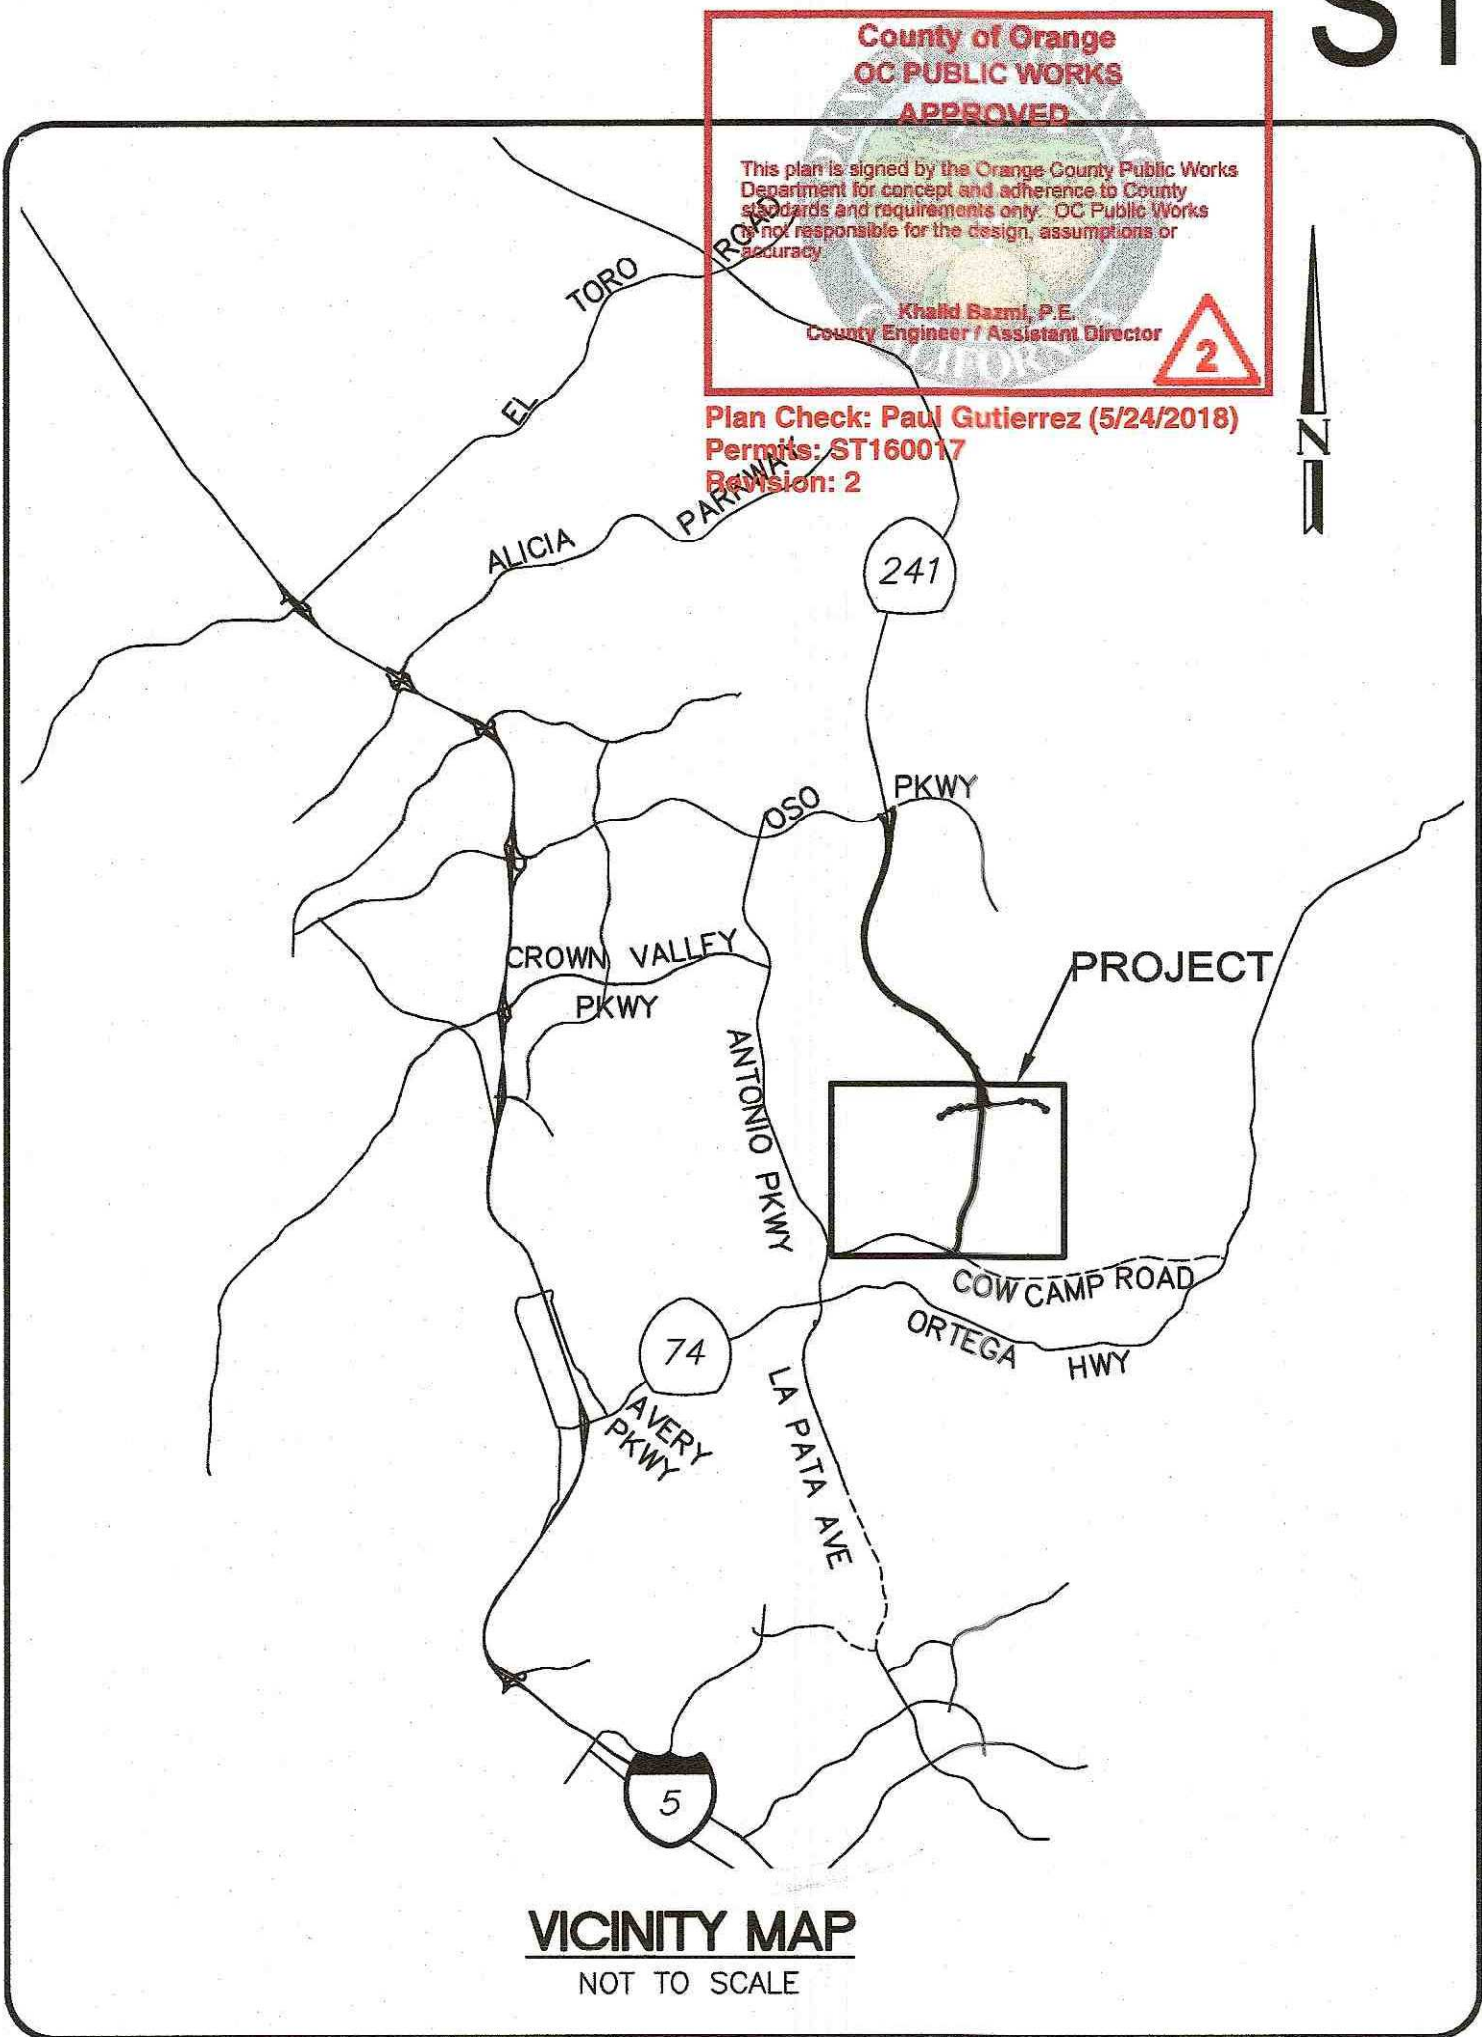 ST
County of Orange
OC PUBLIC WORKS
APPROVED
This plan is signed by the Orange County Public Works
Department for concept and adherence to County
standards and requirements only. OC Public Works
is not responsible for the design, assumptions or
accuracy
Khalid Bazmi, P.E.
County Engineer / Assistant Director
2
CALIFORNIA
Plan Check: Paul Gutierrez (5/24/2018)
Permits: ST160017
Revision: 2
N
EL TORO ROAD
ALICIA PARKWAY
241
OSO PKWY
CROWN VALLEY
PKWY
PROJECT
ANTONIO PKWY
COW CAMP ROAD
ORTEGA HWY
74
AVERY
PKWY
LA PATA AVE
5
VICINITY MAP
NOT TO SCALE